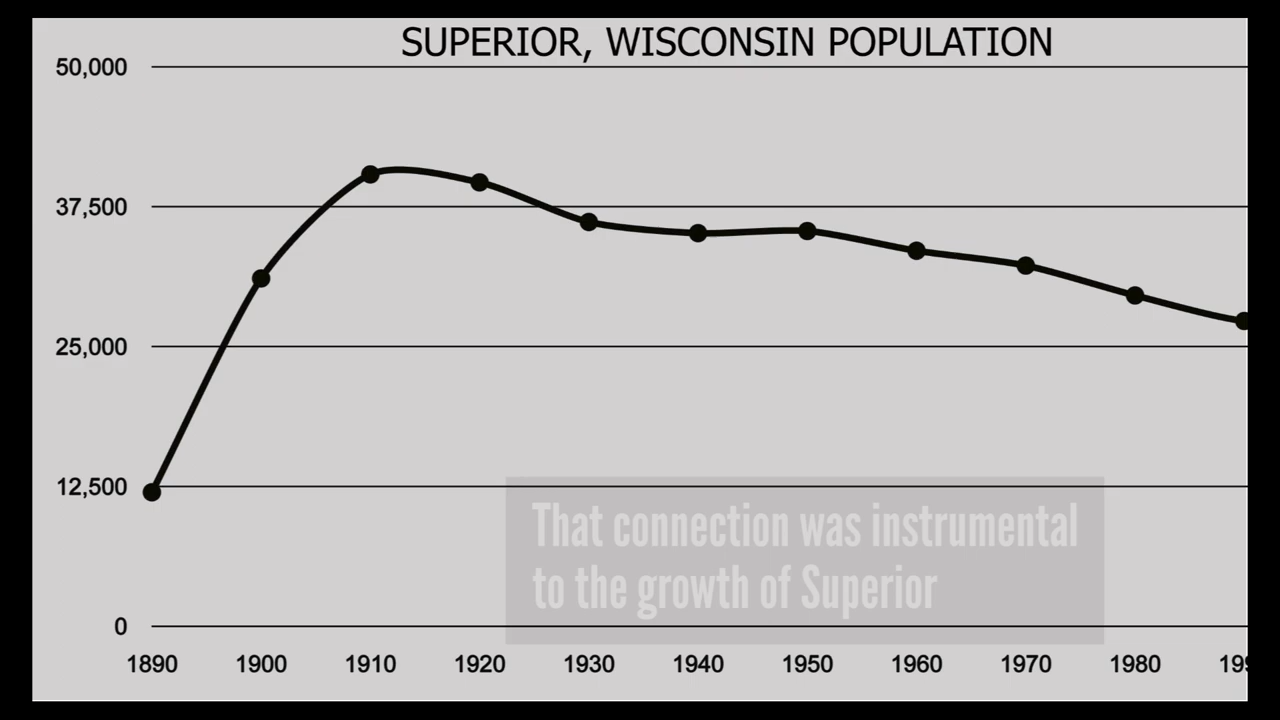 SUPERIOR, WISCONSIN POPULATION
50,000
37,500
25,000
12,500
That connection was instrumental
to the growth of Superior
0
1890 1900 1910 1920 1930 1940 1950 1960 1970 1980 199